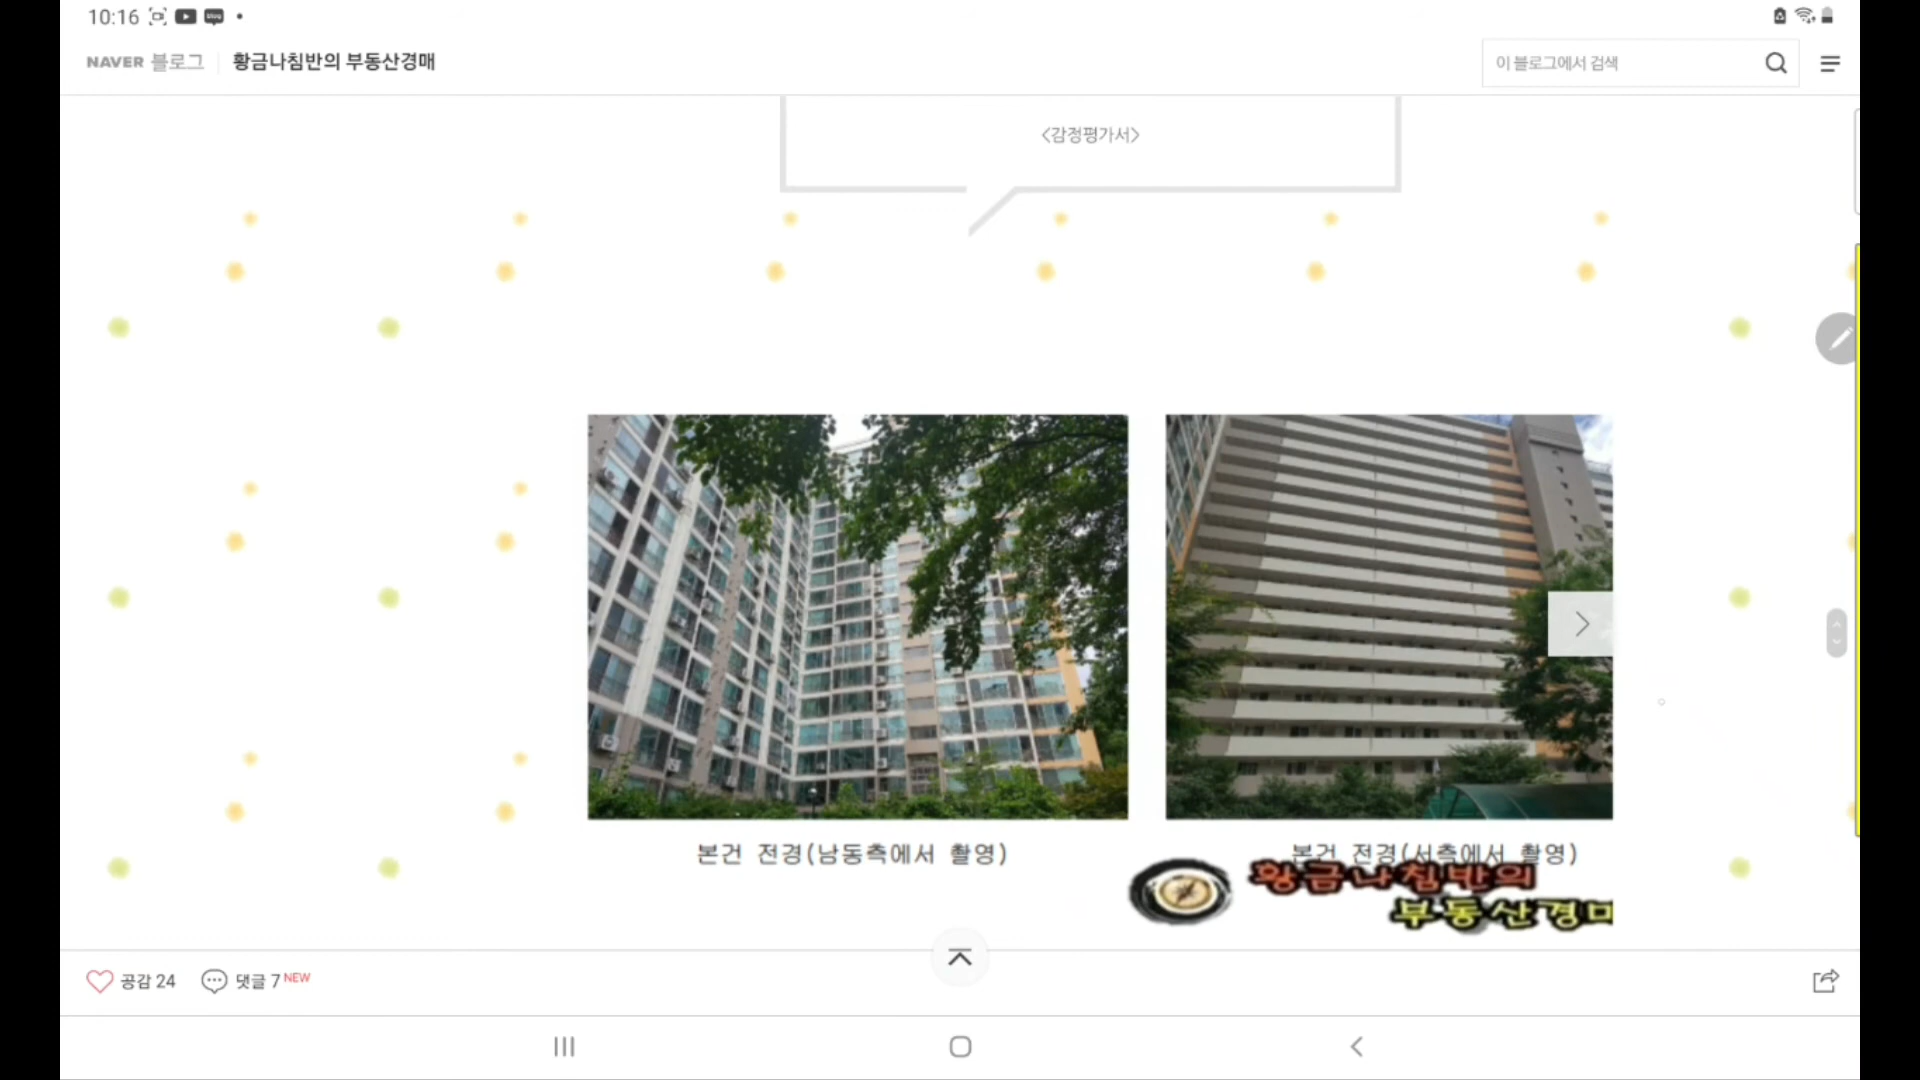 10:16
NAVER 블로그 황금나침반의 부동산경매
이 블로그에서 검색
<감정평가서>
본건 전경(남동측에서 촬영)
본건 전경(서측에서 촬영)
황금나침반의
부동산경매
공감 24 댓글 7 NEW